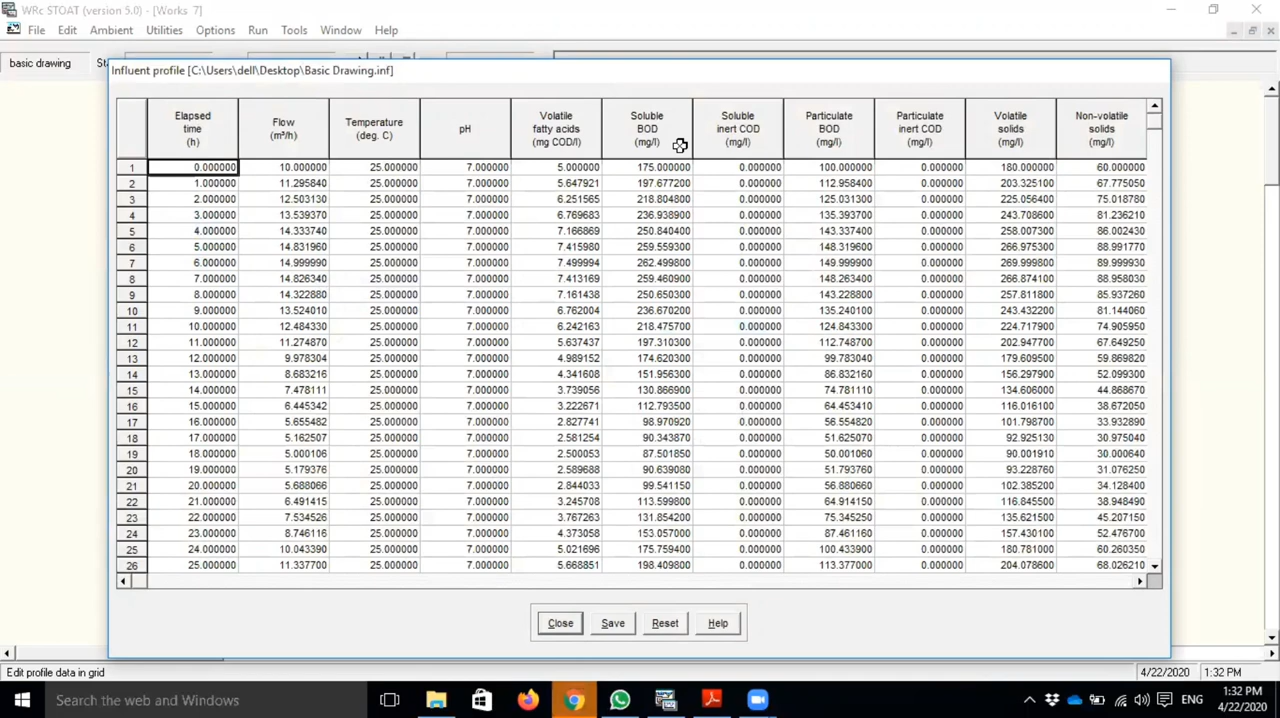 WRc STOAT (version 5.0) - [Works 7]
File Edit Ambient Utilities Options Run Tools Window Help
basic drawing
Influent profile [C:\Users\dell\Desktop\Basic Drawing.inf]
Elapsed time (h) Flow (m³/h) Temperature (deg. C) pH Volatile fatty acids (mg COD/l) Soluble BOD (mg/l) Soluble inert COD (mg/l) Particulate BOD (mg/l) Particulate inert COD (mg/l) Volatile solids (mg/l) Non-volatile solids (mg/l)
1 0.000000 10.000000 25.000000 7.000000 5.000000 175.000000 0.000000 100.000000 0.000000 180.000000 60.000000
2 1.000000 11.295840 25.000000 7.000000 5.647921 197.677200 0.000000 112.958400 0.000000 203.325100 67.775050
3 2.000000 12.503130 25.000000 7.000000 6.251565 218.804800 0.000000 125.031300 0.000000 225.056400 75.018780
4 3.000000 13.539370 25.000000 7.000000 6.769683 236.938900 0.000000 135.393700 0.000000 243.708600 81.236210
5 4.000000 14.333740 25.000000 7.000000 7.166869 250.840400 0.000000 143.337400 0.000000 258.007300 86.002430
6 5.000000 14.831960 25.000000 7.000000 7.415980 259.559300 0.000000 148.319600 0.000000 266.975300 88.991770
7 6.000000 14.999990 25.000000 7.000000 7.499994 262.499800 0.000000 149.999900 0.000000 269.999800 89.999930
8 7.000000 14.826340 25.000000 7.000000 7.413169 259.460900 0.000000 148.263400 0.000000 266.874100 88.958030
9 8.000000 14.322880 25.000000 7.000000 7.161438 250.650300 0.000000 143.228800 0.000000 257.811800 85.937260
10 9.000000 13.524010 25.000000 7.000000 6.762004 236.670200 0.000000 135.240100 0.000000 243.432200 81.144060
11 10.000000 12.484330 25.000000 7.000000 6.242163 218.475700 0.000000 124.843300 0.000000 224.717900 74.905950
12 11.000000 11.274870 25.000000 7.000000 5.637437 197.310300 0.000000 112.748700 0.000000 202.947700 67.649250
13 12.000000 9.978304 25.000000 7.000000 4.989152 174.620300 0.000000 99.783040 0.000000 179.609500 59.869820
14 13.000000 8.683216 25.000000 7.000000 4.341608 151.956300 0.000000 86.832160 0.000000 156.297900 52.099300
15 14.000000 7.478111 25.000000 7.000000 3.739056 130.866900 0.000000 74.781110 0.000000 134.606000 44.868670
16 15.000000 6.445342 25.000000 7.000000 3.222671 112.793500 0.000000 64.453410 0.000000 116.016100 38.672050
17 16.000000 5.655482 25.000000 7.000000 2.827741 98.970920 0.000000 56.554820 0.000000 101.798700 33.932890
18 17.000000 5.162507 25.000000 7.000000 2.581254 90.343870 0.000000 51.625070 0.000000 92.925130 30.975040
19 18.000000 5.000106 25.000000 7.000000 2.500053 87.501850 0.000000 50.001060 0.000000 90.001910 30.000640
20 19.000000 5.179376 25.000000 7.000000 2.589688 90.639080 0.000000 51.793760 0.000000 93.228760 31.076250
21 20.000000 5.688066 25.000000 7.000000 2.844033 99.541150 0.000000 56.880660 0.000000 102.385200 34.128400
22 21.000000 6.491415 25.000000 7.000000 3.245708 113.599800 0.000000 64.914150 0.000000 116.845500 38.948490
23 22.000000 7.534526 25.000000 7.000000 3.767263 131.854200 0.000000 75.345250 0.000000 135.621500 45.207150
24 23.000000 8.746116 25.000000 7.000000 4.373058 153.057000 0.000000 87.461160 0.000000 157.430100 52.476700
25 24.000000 10.043390 25.000000 7.000000 5.021696 175.759400 0.000000 100.433900 0.000000 180.781000 60.260350
26 25.000000 11.337700 25.000000 7.000000 5.668851 198.409800 0.000000 113.377000 0.000000 204.078600 68.026210
Close Save Reset Help
Edit profile data in grid 4/22/2020 1:32 PM
Search the web and Windows ENG 1:32 PM
4/22/2020